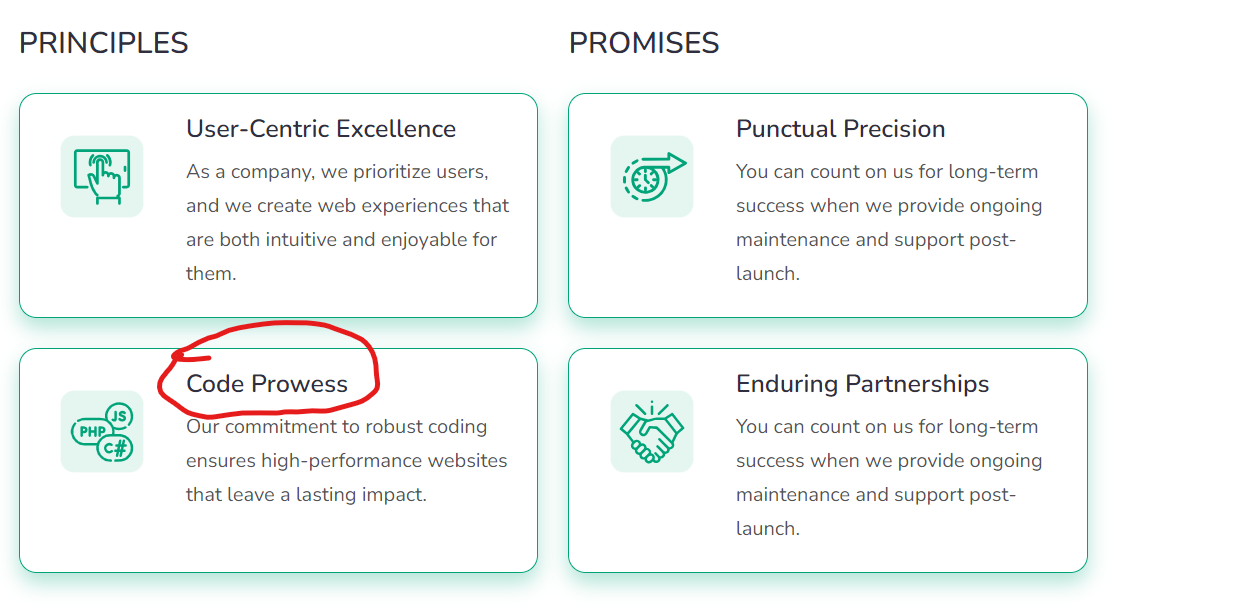 PRINCIPLES
PROMISES
User-Centric Excellence
As a company, we prioritize users,
and we create web experiences that
are both intuitive and enjoyable for
them.
Punctual Precision
You can count on us for long-term
success when we provide ongoing
maintenance and support post-
launch.
JS
PHP
C#
Code Prowess
Our commitment to robust coding
ensures high-performance websites
that leave a lasting impact.
Enduring Partnerships
You can count on us for long-term
success when we provide ongoing
maintenance and support post-
launch.